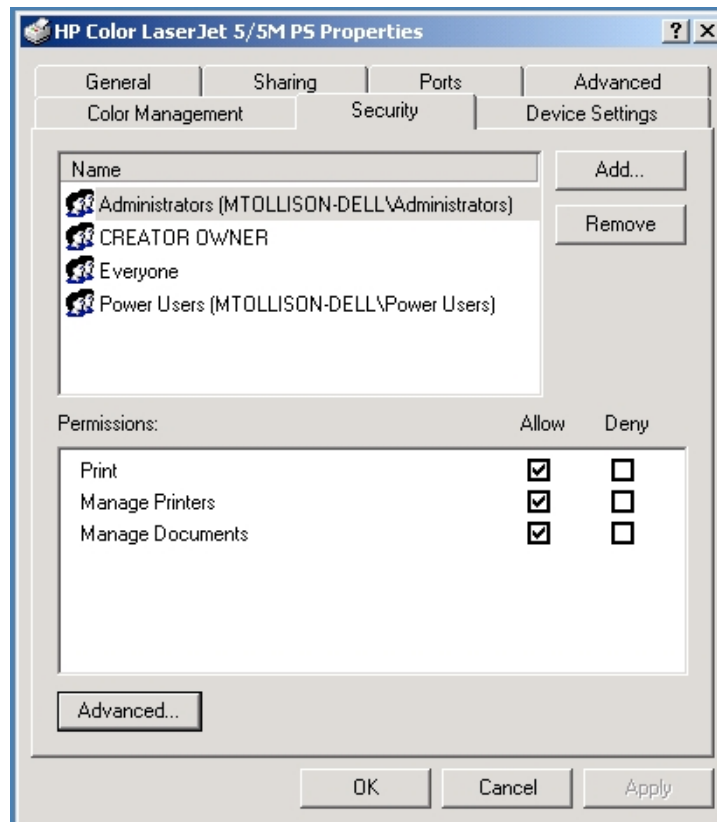 HP Color LaserJet 5/5M PS Properties
General Sharing Ports Advanced
Color Management Security Device Settings
Name
Add...
Administrators (MTOLLISON-DELL\Administrators)
Remove
CREATOR OWNER
Everyone
Power Users (MTOLLISON-DELL\Power Users)
Permissions: Allow Deny
Print
Manage Printers
Manage Documents
Advanced...
OK Cancel Apply